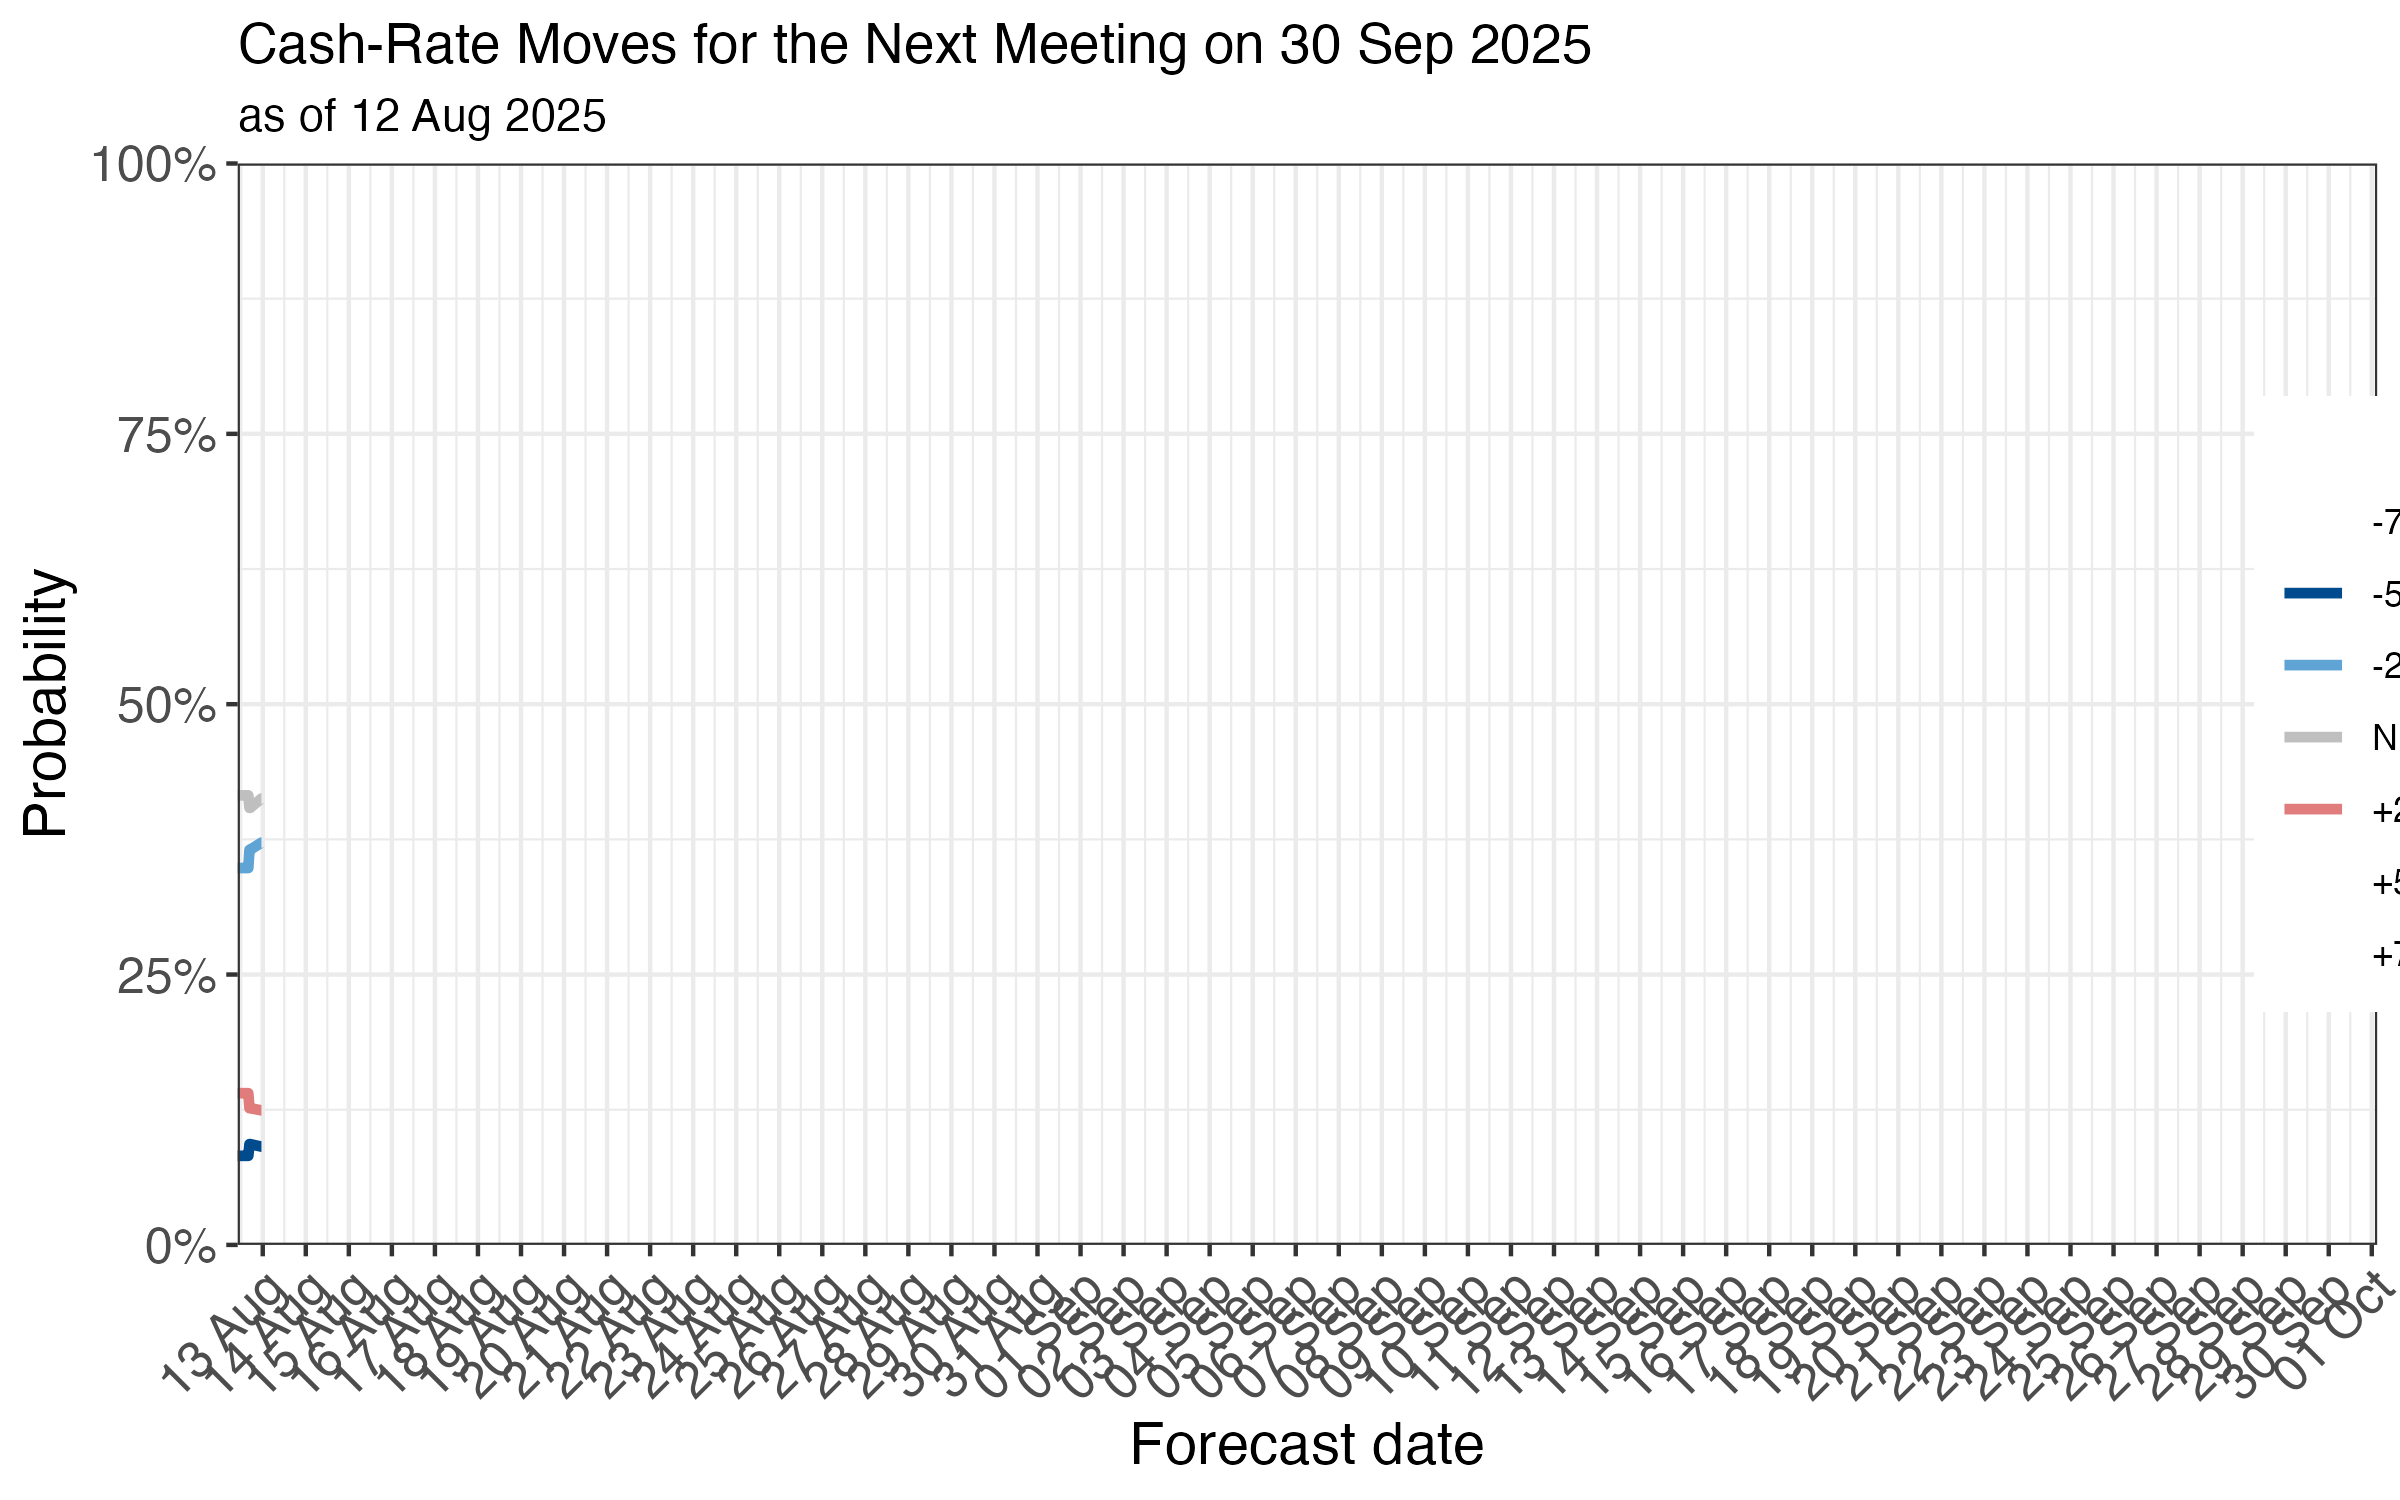 Cash-Rate Moves for the Next Meeting on 30 Sep 2025
as of 12 Aug 2025
100%
75%
50%
25%
0%
Probability
-7
-5
-2
N
+2
+5
+7
13 Aug
14 Aug
15 Aug
16 Aug
17 Aug
18 Aug
19 Aug
20 Aug
21 Aug
22 Aug
23 Aug
24 Aug
25 Aug
26 Aug
27 Aug
28 Aug
29 Aug
30 Aug
31 Aug
01 Sep
02 Sep
03 Sep
04 Sep
05 Sep
06 Sep
07 Sep
08 Sep
09 Sep
10 Sep
11 Sep
12 Sep
13 Sep
14 Sep
15 Sep
16 Sep
17 Sep
18 Sep
19 Sep
20 Sep
21 Sep
22 Sep
23 Sep
24 Sep
25 Sep
26 Sep
27 Sep
28 Sep
29 Sep
30 Sep
01 Oct
Forecast date